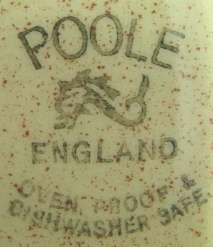 POOLE
ENGLAND
OVEN PROOF &
DISHWASHER SAFE